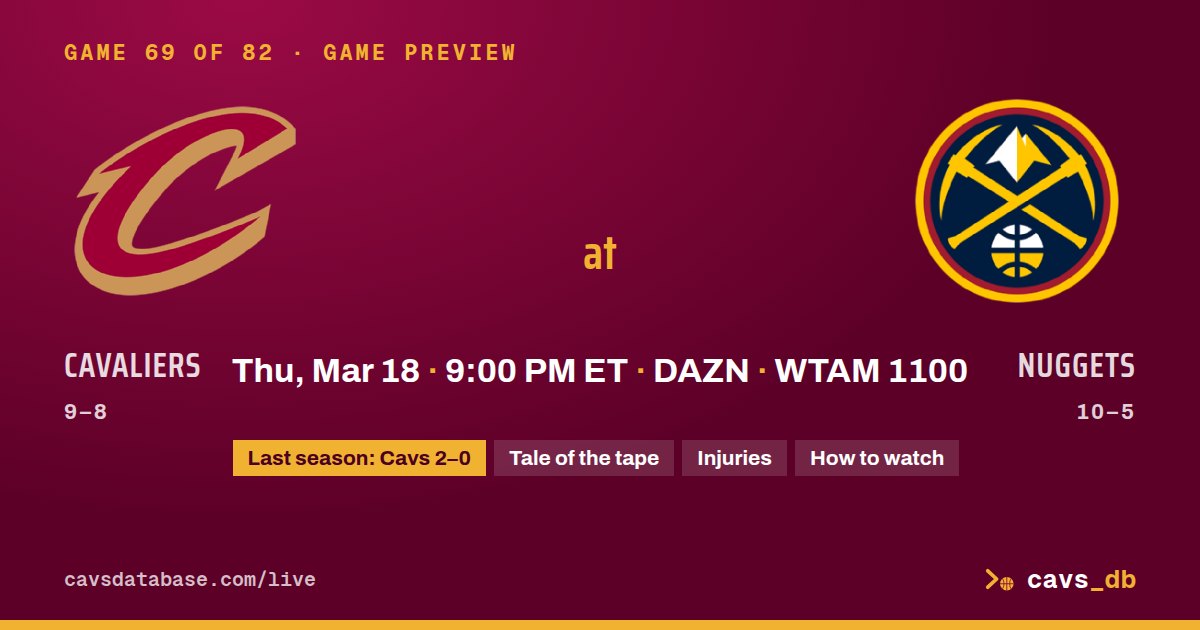 GAME 69 OF 82 · GAME PREVIEW
at
CAVALIERS
9–8
Thu, Mar 18 · 9:00 PM ET · DAZN · WTAM 1100
NUGGETS
10–5
Last season: Cavs 2–0
Tale of the tape
Injuries
How to watch
cavsdatabase.com/live
cavs_db